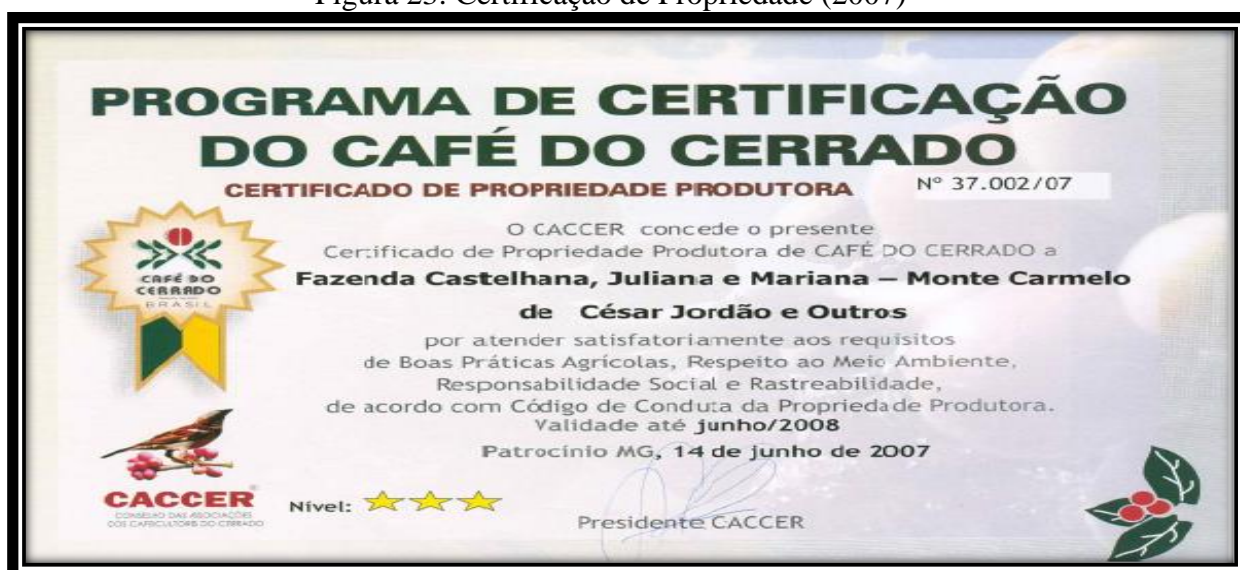 Figura 23: Certificação de Propriedade (2007)
PROGRAMA DE CERTIFICAÇÃO
DO CAFÉ DO CERRADO
CERTIFICADO DE PROPRIEDADE PRODUTORA
Nº 37.002/07
O CACCER concede o presente
Certificado de Propriedade Produtora de CAFÉ DO CERRADO a
Fazenda Castelhana, Juliana e Mariana – Monte Carmelo
de César Jordão e Outros
por atender satisfatoriamente aos requisitos
de Boas Práticas Agrícolas, Respeito ao Meio Ambiente,
Responsabilidade Social e Rastreabilidade,
de acordo com Código de Conduta da Propriedade Produtora.
Validade até junho/2008
Patrocínio MG, 14 de junho de 2007
CAFÉ DO
CERRADO
BRASIL
CACCER
CONSELHO DAS ASSOCIAÇÕES
DOS CAFEICULTORES DO CERRADO
Nível:
Presidente CACCER